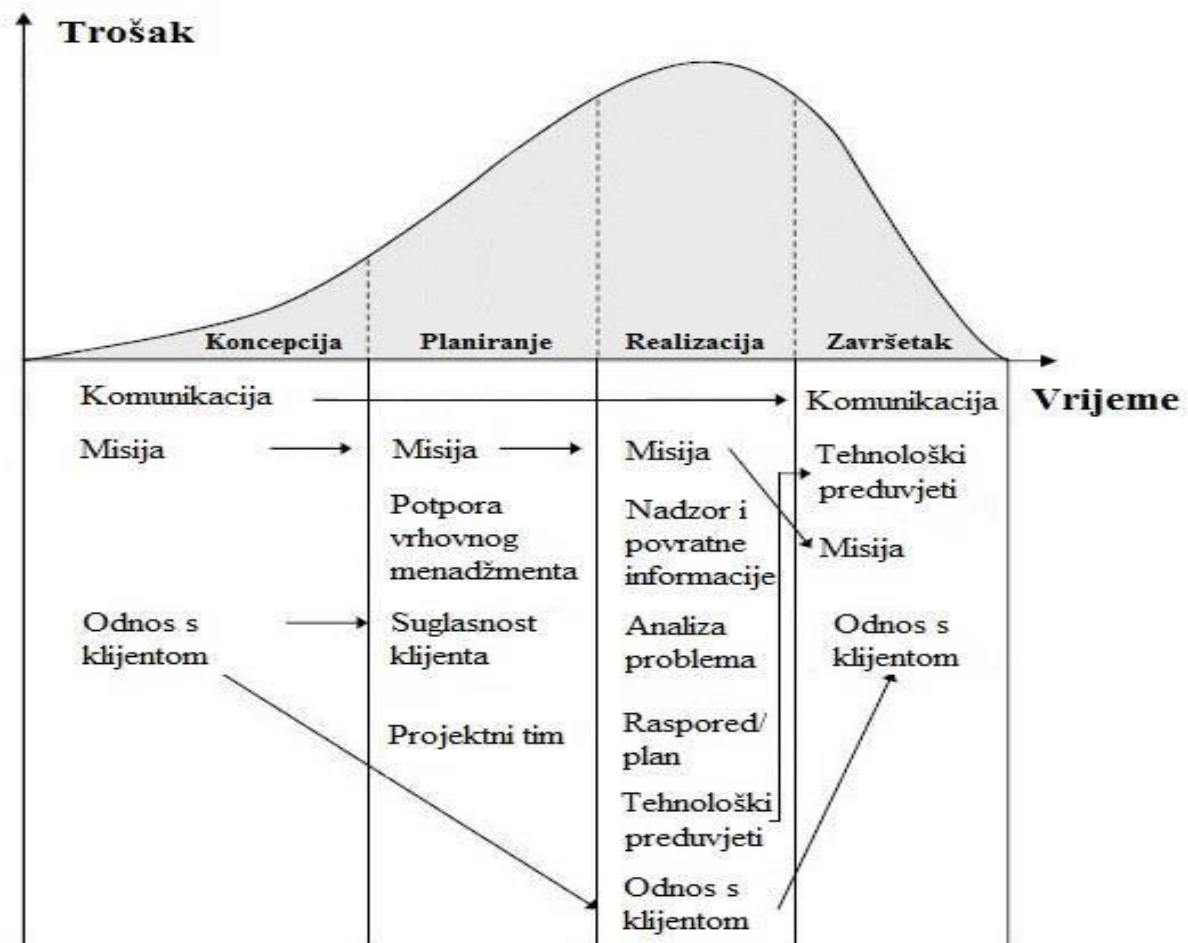 Trošak
Koncepcija
Planiranje
Realizacija
Završetak
Vrijeme
Komunikacija
Misija
Odnos s
klijentom
Misija
Potpora
vrhovnog
menadžmenta
Suglasnost
klijenta
Projektni tim
Misija
Nadzor i
povratne
informacije
Analiza
problema
Raspored/
plan
Tehnološki
preduvjeti
Odnos s
klijentom
Komunikacija
Tehnološki
preduvjeti
Misija
Odnos s
klijentom